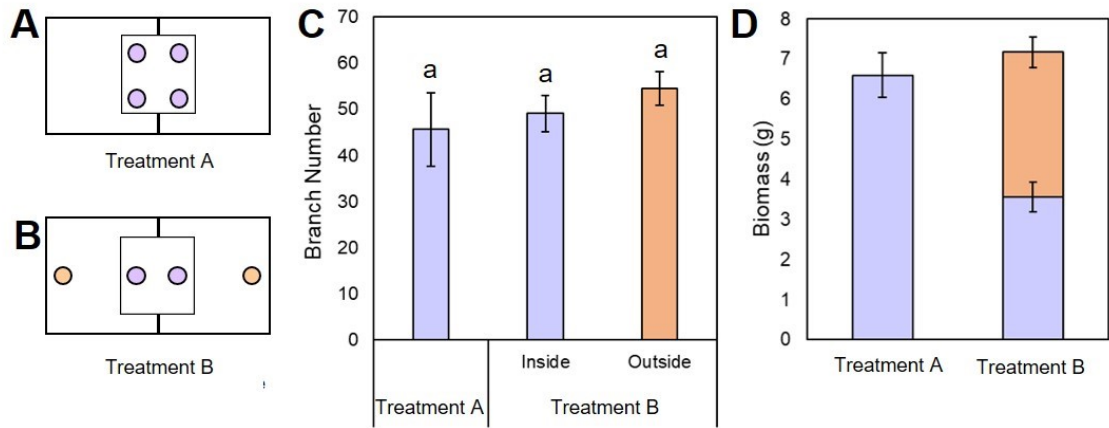 A
Treatment A
B
Treatment B
C
Branch Number
70
60
50
40
30
20
10
0
a
a
a
Inside
Outside
Treatment A
Treatment B
D
Biomass (g)
8
7
6
5
4
3
2
1
0
Treatment A
Treatment B